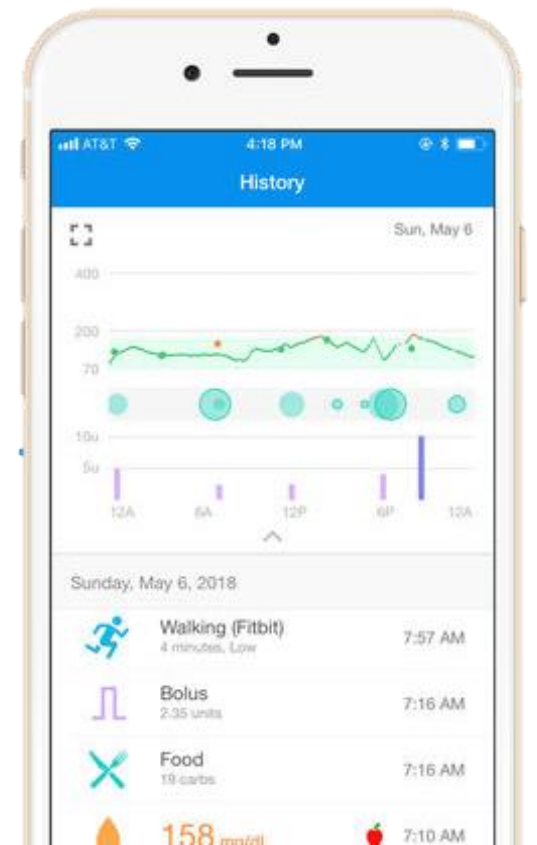 AT&T 4:18 PM
History
Sun, May 6
400
200
70
10u
5u
12A 6A 12P 6P 12A
Sunday, May 6, 2018
Walking (Fitbit)
4 minutes, Low
7:57 AM
Bolus
2.35 units
7:16 AM
Food
19 carbs
7:16 AM
158 mg/dl
7:10 AM